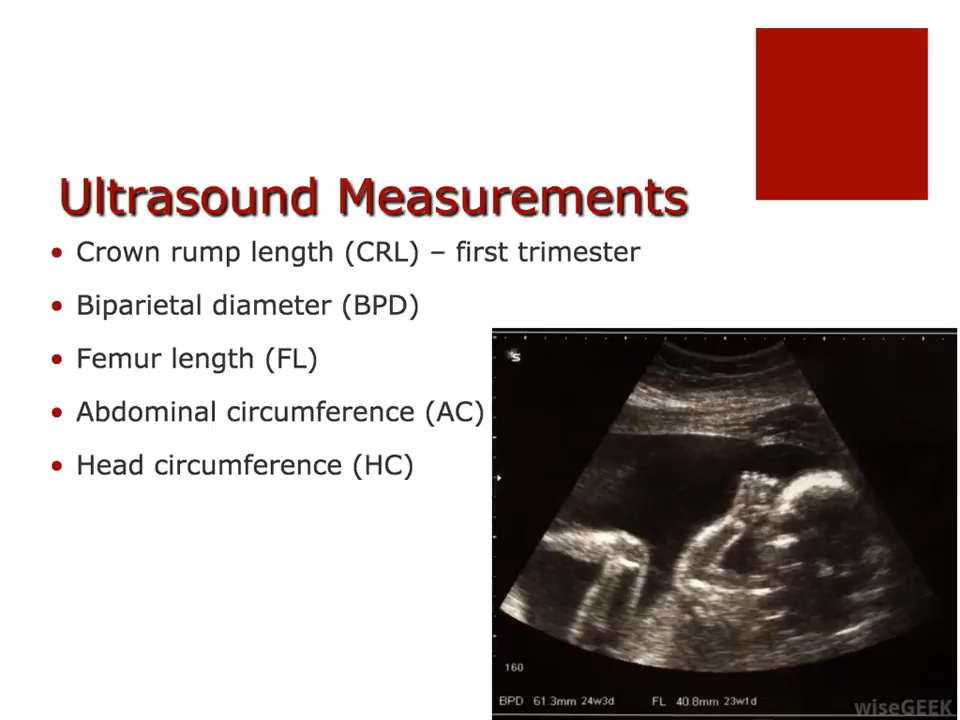 Ultrasound Measurements
• Crown rump length (CRL) – first trimester
• Biparietal diameter (BPD)
• Femur length (FL)
• Abdominal circumference (AC)
• Head circumference (HC)
S
160
BPD 61.3mm 24w3d FL 40.8mm 23w1d
wiseGEEK